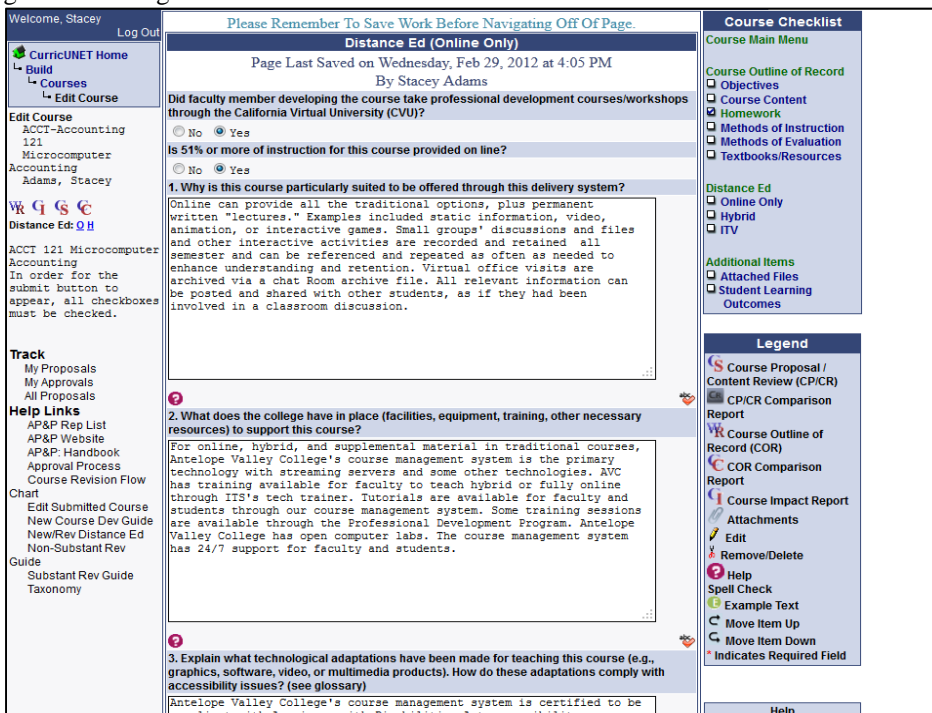 Welcome, Stacey
Log Out
CurricUNET Home
Build
Courses
Edit Course
Edit Course
ACCT-Accounting
121
Microcomputer
Accounting
Adams, Stacey
WR CI CS CC
Distance Ed: O H
ACCT 121 Microcomputer
Accounting
In order for the
submit button to
appear, all checkboxes
must be checked.
Track
My Proposals
My Approvals
All Proposals
Help Links
AP&P Rep List
AP&P Website
AP&P: Handbook
Approval Process
Course Revision Flow
Chart
Edit Submitted Course
New Course Dev Guide
New/Rev Distance Ed
Non-Substant Rev
Guide
Substant Rev Guide
Taxonomy
Please Remember To Save Work Before Navigating Off Of Page.
Distance Ed (Online Only)
Page Last Saved on Wednesday, Feb 29, 2012 at 4:05 PM
By Stacey Adams
Did faculty member developing the course take professional development courses/workshops
through the California Virtual University (CVU)?
No Yes
Is 51% or more of instruction for this course provided on line?
No Yes
1. Why is this course particularly suited to be offered through this delivery system?
Online can provide all the traditional options, plus permanent
written "lectures." Examples included static information, video,
animation, or interactive games. Small groups' discussions and files
and other interactive activities are recorded and retained all
semester and can be referenced and repeated as often as needed to
enhance understanding and retention. Virtual office visits are
archived via a chat Room archive file. All relevant information can
be posted and shared with other students, as if they had been
involved in a classroom discussion.
2. What does the college have in place (facilities, equipment, training, other necessary
resources) to support this course?
For online, hybrid, and supplemental material in traditional courses,
Antelope Valley College's course management system is the primary
technology with streaming servers and some other technologies. AVC
has training available for faculty to teach hybrid or fully online
through ITS's tech trainer. Tutorials are available for faculty and
students through our course management system. Some training sessions
are available through the Professional Development Program. Antelope
Valley College has open computer labs. The course management system
has 24/7 support for faculty and students.
3. Explain what technological adaptations have been made for teaching this course (e.g.,
graphics, software, video, or multimedia products). How do these adaptations comply with
accessibility issues? (see glossary)
Antelope Valley College's course management system is certified to be
Course Checklist
Course Main Menu
Course Outline of Record
Objectives
Course Content
Homework
Methods of Instruction
Methods of Evaluation
Textbooks/Resources
Distance Ed
Online Only
Hybrid
ITV
Additional Items
Attached Files
Student Learning
Outcomes
Legend
Course Proposal /
Content Review (CP/CR)
CP/CR Comparison
Report
Course Outline of
Record (COR)
COR Comparison
Report
Course Impact Report
Attachments
Edit
Remove/Delete
Help
Spell Check
Example Text
Move Item Up
Move Item Down
* Indicates Required Field
Help